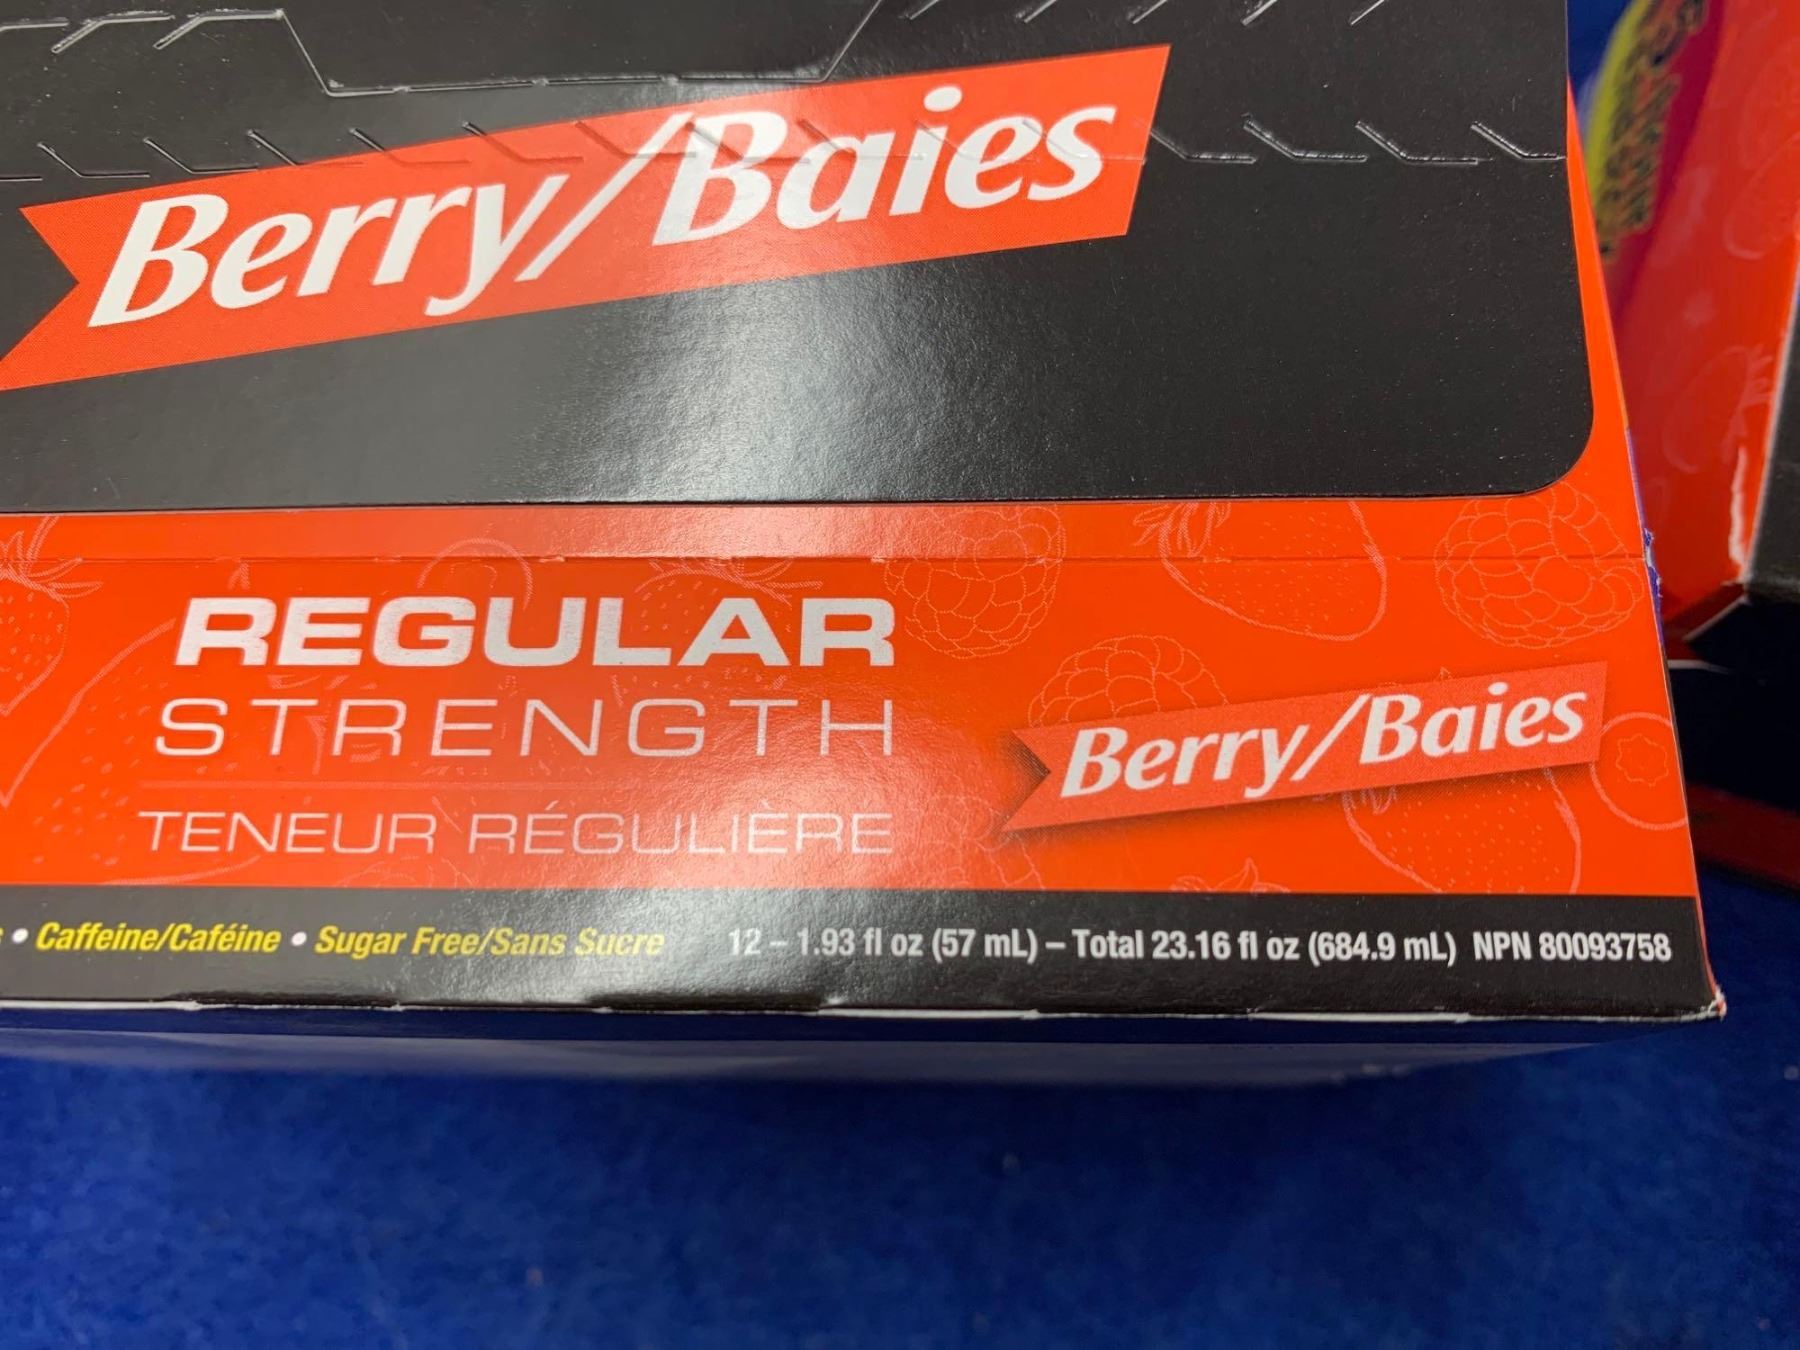 Berry/Baies
REGULAR
STRENGTH
TENEUR RÉGULIÈRE
Berry/Baies
• Caffeine/Caféine • Sugar Free/Sans Sucre 12 – 1.93 fl oz (57 mL) – Total 23.16 fl oz (684.9 mL) NPN 80093758